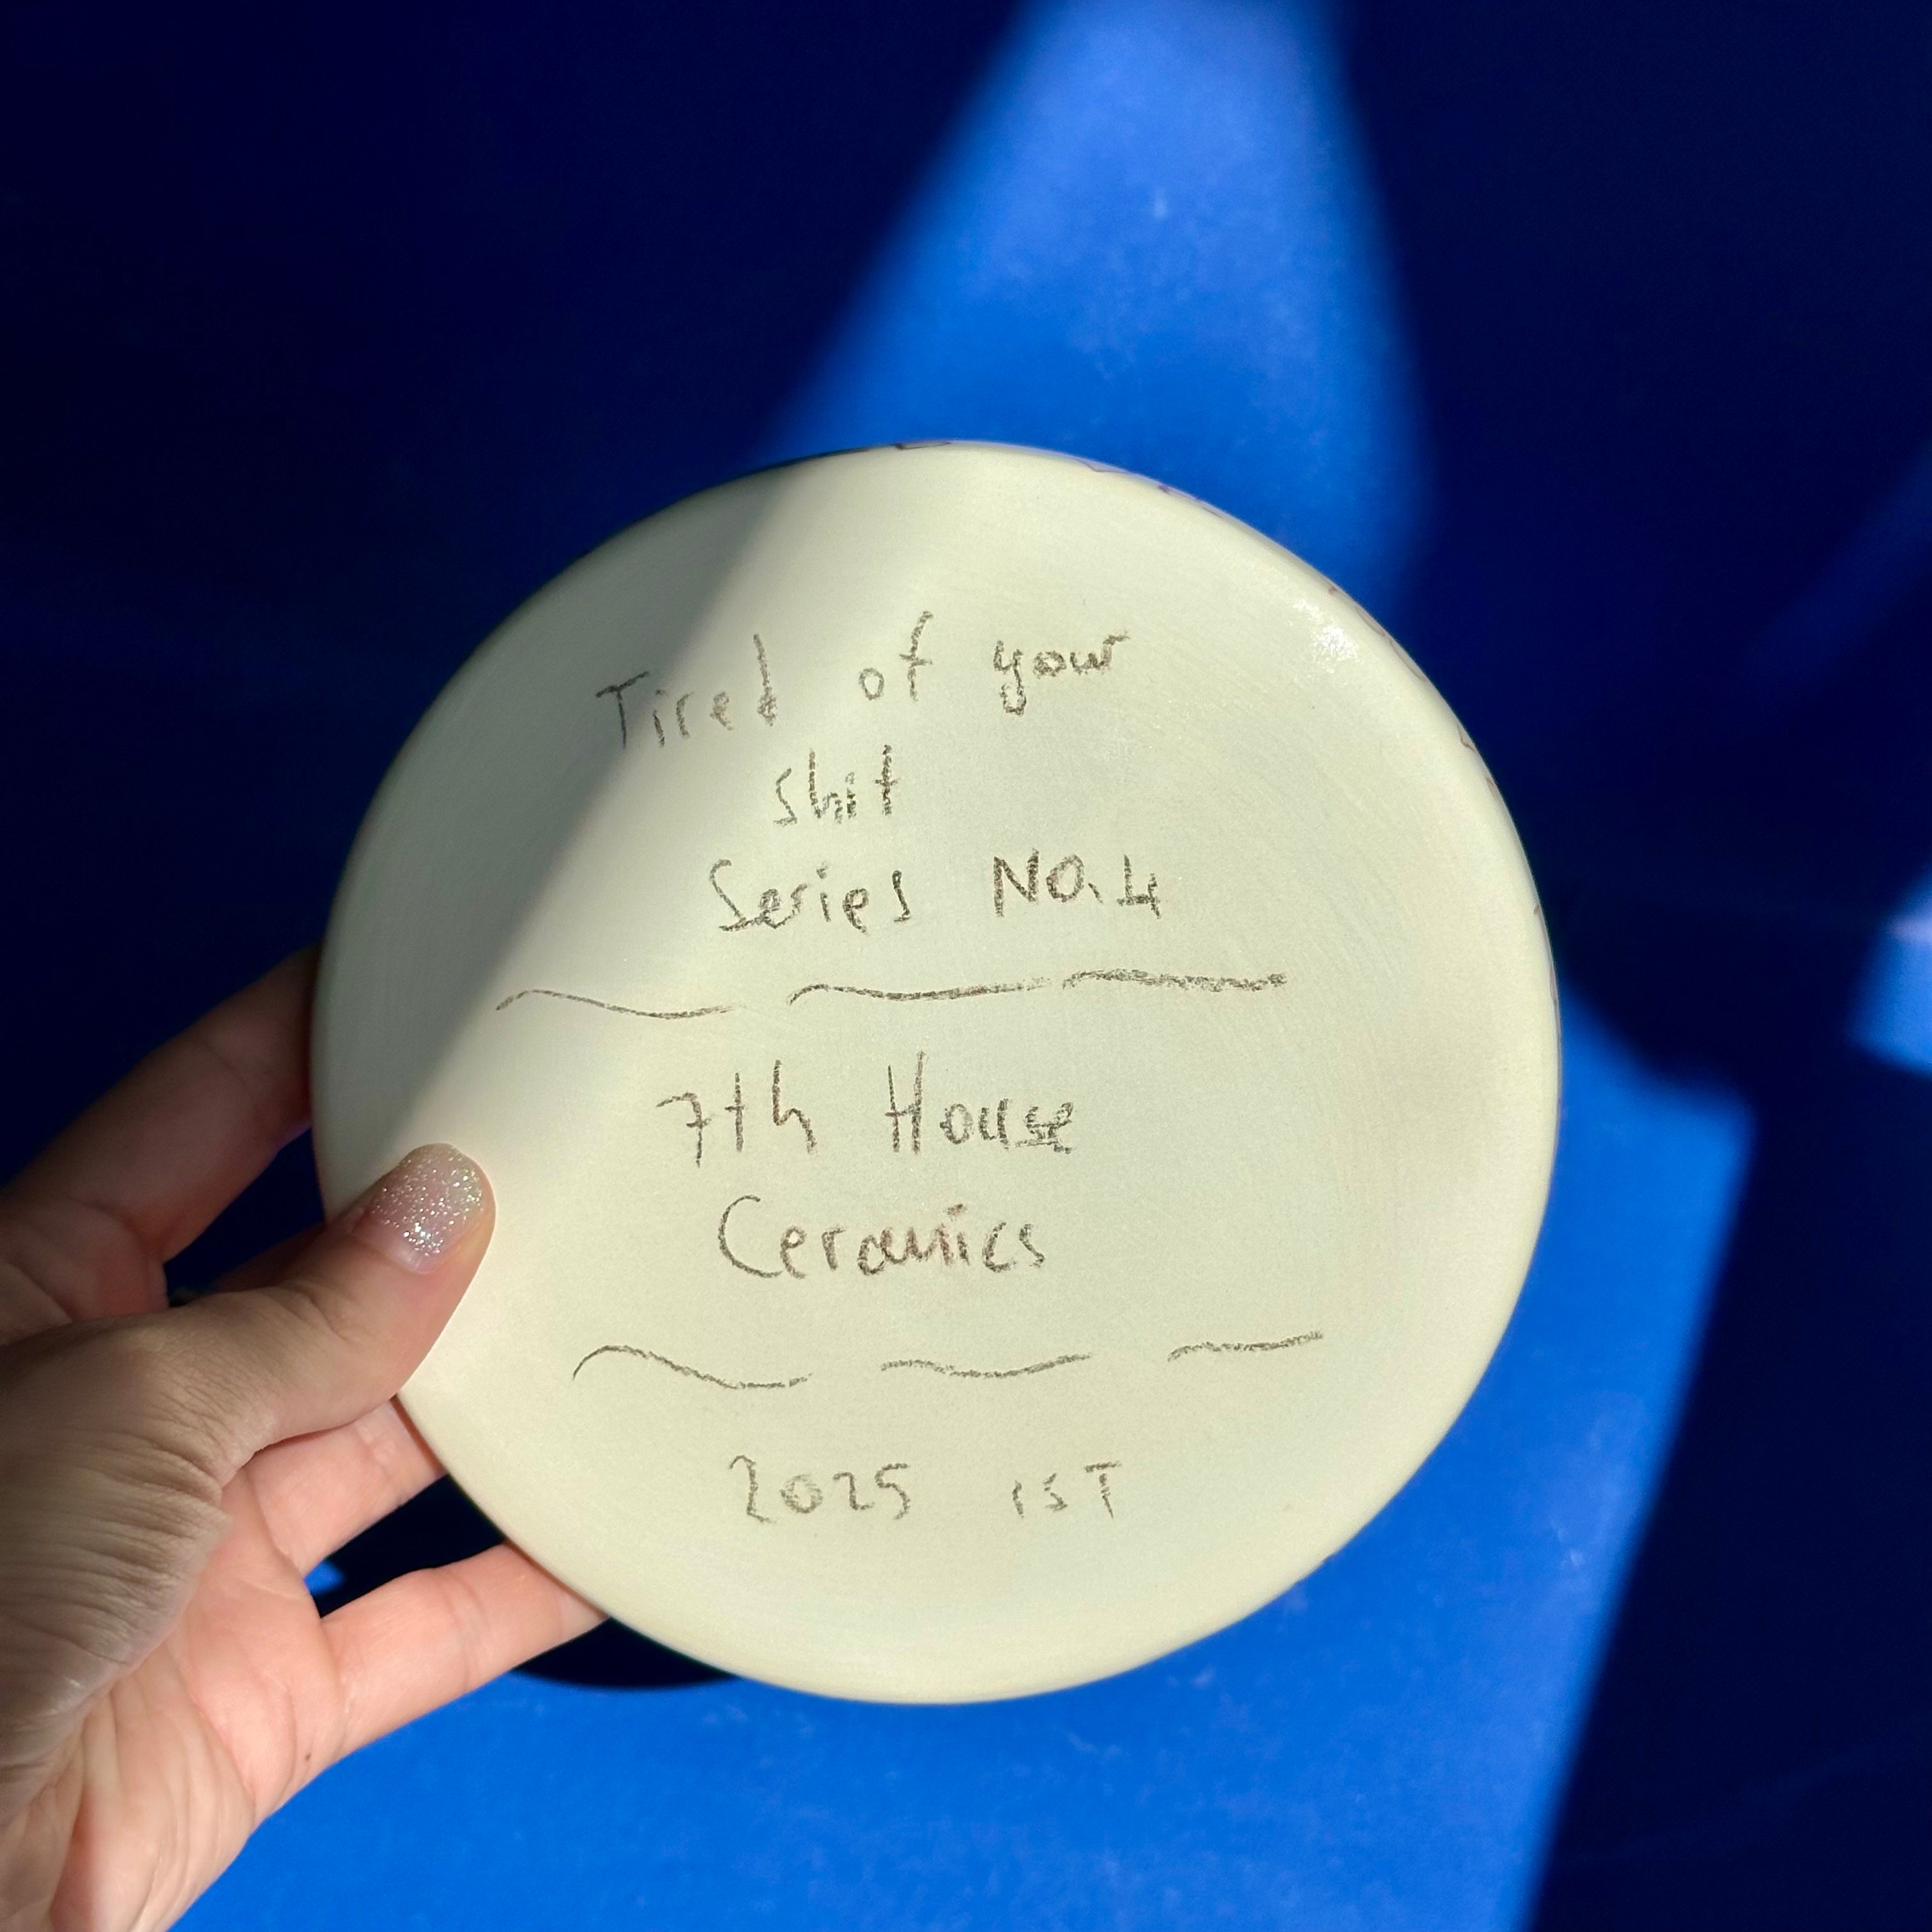 Tired of your
shit
Series NO.4
7th House
Ceramics
2025 IST